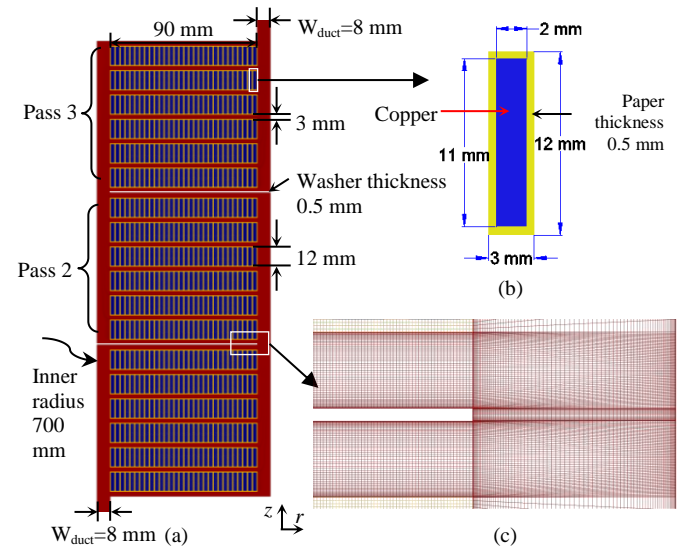 90 mm
W_duct=8 mm
Pass 3
3 mm
Washer thickness
0.5 mm
Pass 2
12 mm
Inner
radius
700
mm
W_duct=8 mm
(a)
z
r
2 mm
Copper
Paper
thickness
0.5 mm
11 mm
12 mm
3 mm
(b)
(c)